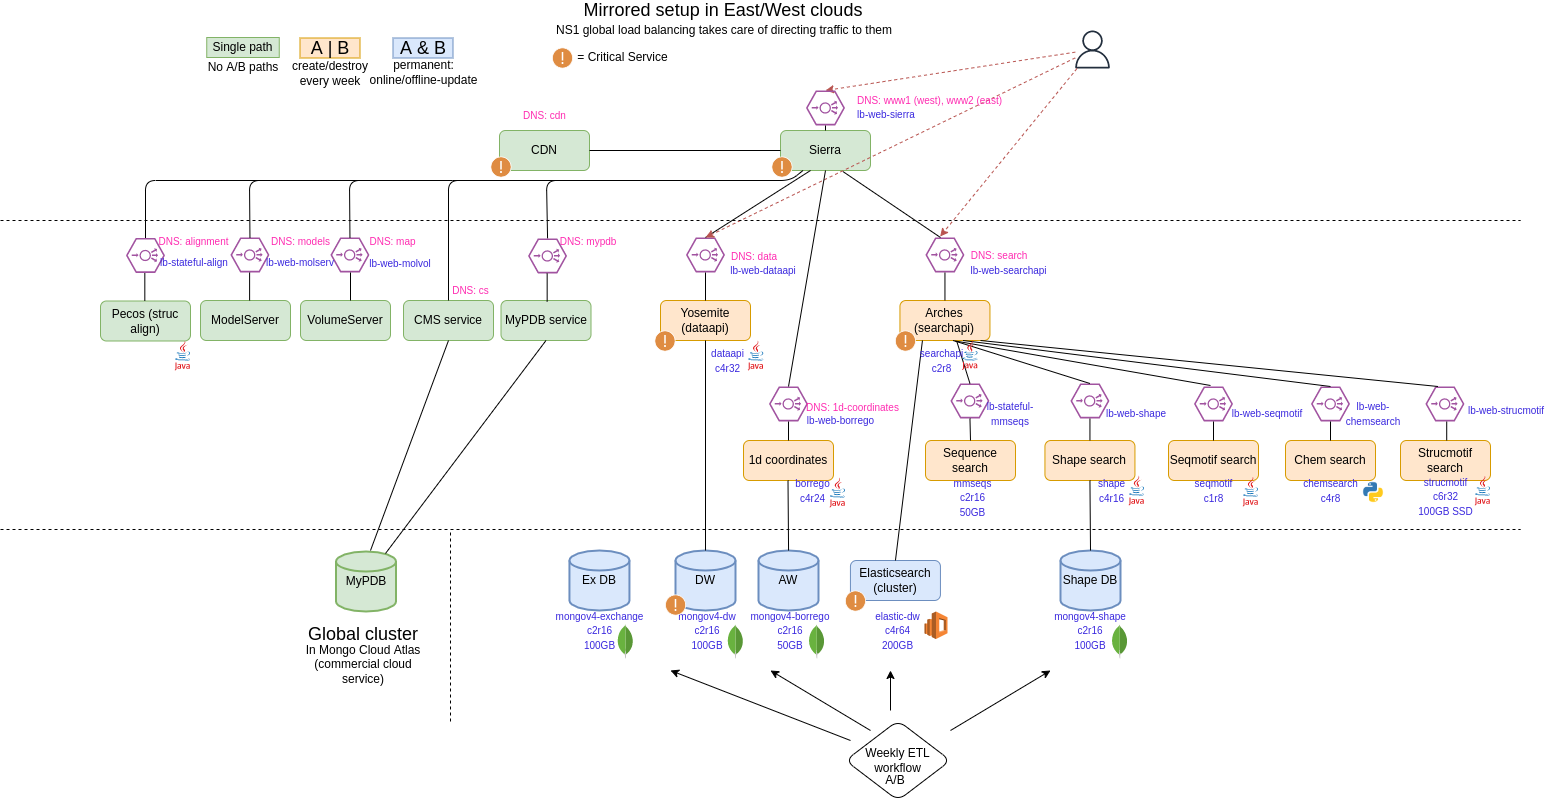 Mirrored setup in East/West clouds
NS1 global load balancing takes care of directing traffic to them
Single path
No A/B paths
A | B
create/destroy
every week
A & B
permanent:
online/offline-update
! = Critical Service
DNS: www1 (west), www2 (east)
lb-web-sierra
DNS: cdn
CDN
!
Sierra
!
DNS: alignment
lb-stateful-align
DNS: models
lb-web-molserv
DNS: map
lb-web-molvol
DNS: mypdb
DNS: data
lb-web-dataapi
DNS: search
lb-web-searchapi
DNS: cs
Pecos (struc
align)
Java
ModelServer
VolumeServer
CMS service
MyPDB service
Yosemite
(dataapi)
!
dataapi
c4r32
Java
Arches
(searchapi)
!
searchapi
c2r8
Java
DNS: 1d-coordinates
lb-web-borrego
lb-stateful-
mmseqs
lb-web-shape
lb-web-seqmotif
lb-web-
chemsearch
lb-web-strucmotif
1d coordinates
borrego
c4r24
Java
Sequence
search
mmseqs
c2r16
50GB
Shape search
shape
c4r16
Java
Seqmotif search
seqmotif
c1r8
Java
Chem search
chemsearch
c4r8
Strucmotif
search
strucmotif
c6r32
100GB SSD
Java
MyPDB
Global cluster
In Mongo Cloud Atlas
(commercial cloud
service)
Ex DB
mongov4-exchange
c2r16
100GB
DW
!
mongov4-dw
c2r16
100GB
AW
mongov4-borrego
c2r16
50GB
Elasticsearch
(cluster)
!
elastic-dw
c4r64
200GB
Shape DB
mongov4-shape
c2r16
100GB
Weekly ETL
workflow
A/B